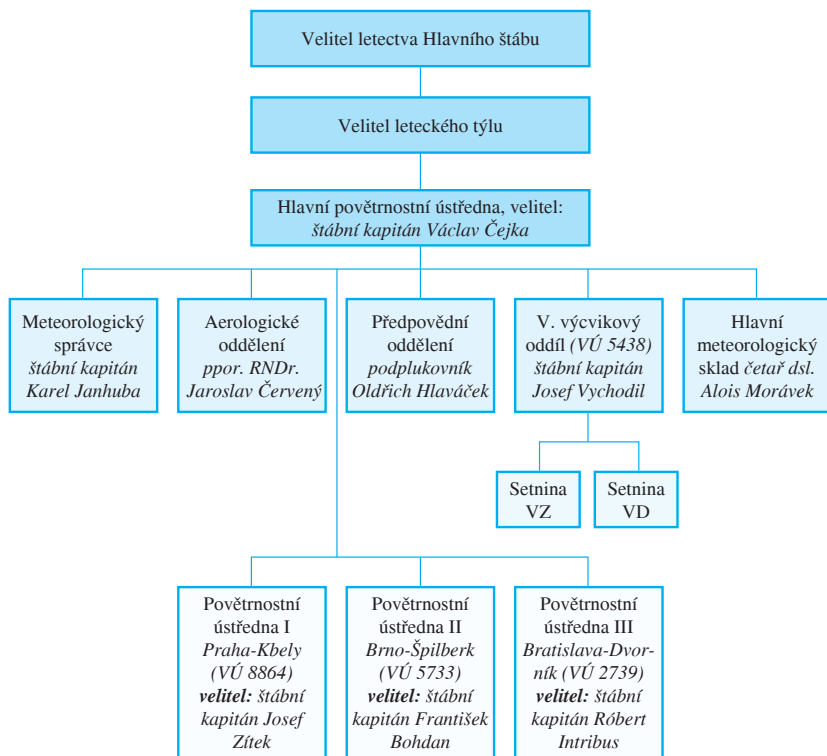 Velitel letectva Hlavního štábu
Velitel leteckého týlu
Hlavní povětrnostní ústředna, velitel:
štábní kapitán Václav Čejka
Meteorologický
správce
štábní kapitán
Karel Janhuba
Aerologické
oddělení
ppor. RNDr.
Jaroslav Červený
Předpovědní
oddělení
podplukovník
Oldřich Hlaváček
V. výcvikový
oddíl (VÚ 5438)
štábní kapitán
Josef Vychodil
Hlavní
meteorologický
sklad četař dsl.
Alois Morávek
Setnina
VZ
Setnina
VD
Povětrnostní
ústředna I
Praha-Kbely
(VÚ 8864)
velitel: štábní
kapitán Josef
Zítek
Povětrnostní
ústředna II
Brno-Špilberk
(VÚ 5733)
velitel: štábní
kapitán František
Bohdan
Povětrnostní
ústředna III
Bratislava-Dvor-
ník (VÚ 2739)
velitel: štábní
kapitán Róbert
Intribus